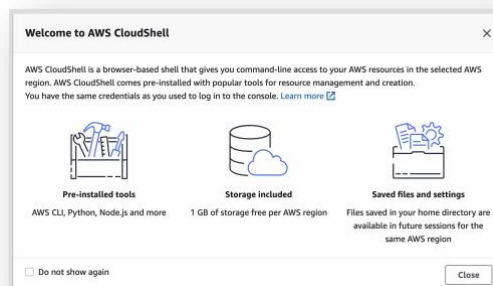 Welcome to AWS CloudShell
AWS CloudShell is a browser-based shell that gives you command-line access to your AWS resources in the selected AWS
region. AWS CloudShell comes pre-installed with popular tools for resource management and creation.
You have the same credentials as you used to log in to the console. Learn more
Pre-installed tools
AWS CLI, Python, Node.js and more
Storage included
1 GB of storage free per AWS region
Saved files and settings
Files saved in your home directory are
available in future sessions for the
same AWS region
Do not show again
Close